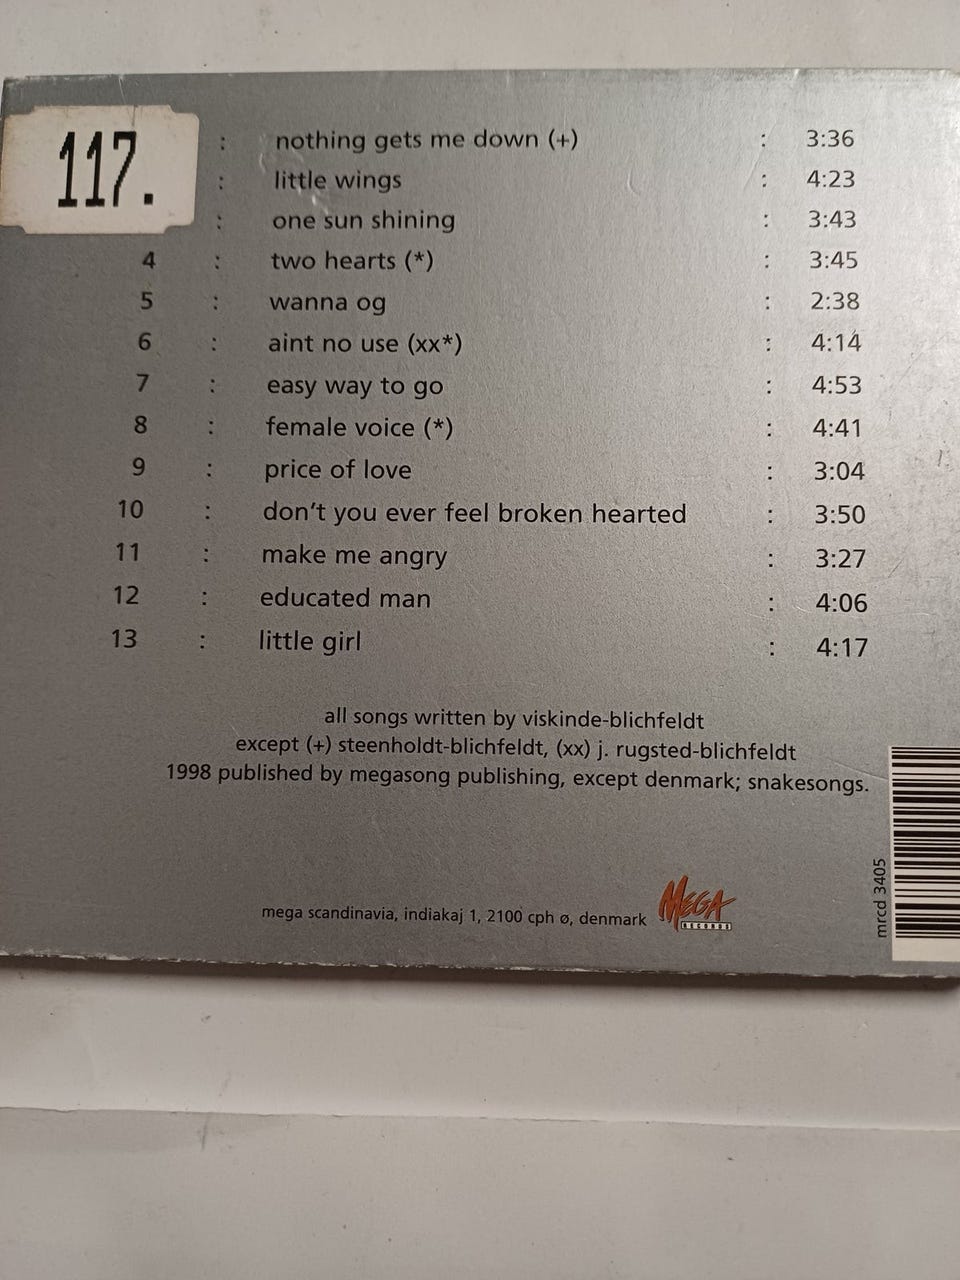 117.
: nothing gets me down (+) : 3:36
: little wings : 4:23
: one sun shining : 3:43
4 : two hearts (*) : 3:45
5 : wanna og : 2:38
6 : aint no use (xx*) : 4:14
7 : easy way to go : 4:53
8 : female voice (*) : 4:41
9 : price of love : 3:04
10 : don't you ever feel broken hearted : 3:50
11 : make me angry : 3:27
12 : educated man : 4:06
13 : little girl : 4:17
all songs written by viskinde-blichfeldt
except (+) steenholdt-blichfeldt, (xx) j. rugsted-blichfeldt
1998 published by megasong publishing, except denmark; snakesongs.
mega scandinavia, indiakaj 1, 2100 cph ø, denmark
MEGA
RECORDS
mrcd 3405